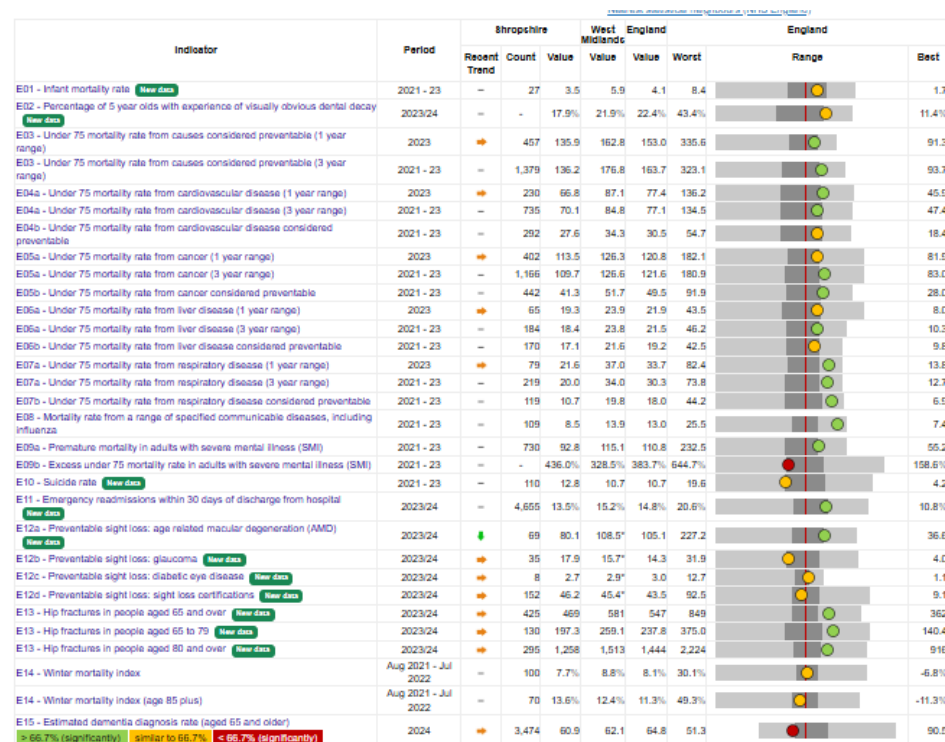 Indicator Period Shropshire West Midlands England England
Recent Trend Count Value Value Value Worst Range Best
E01 - Infant mortality rate New data 2021 - 23 – 27 3.5 5.9 4.1 8.4 1.7
E02 - Percentage of 5 year olds with experience of visually obvious dental decay
New data 2023/24 – - 17.9% 21.9% 22.4% 43.4% 11.4%
E03 - Under 75 mortality rate from causes considered preventable (1 year
range) 2023 457 135.9 162.8 153.0 335.6 91.3
E03 - Under 75 mortality rate from causes considered preventable (3 year
range) 2021 - 23 – 1,379 136.2 176.8 163.7 323.1 93.7
E04a - Under 75 mortality rate from cardiovascular disease (1 year range) 2023 230 66.8 87.1 77.4 136.2 45.5
E04a - Under 75 mortality rate from cardiovascular disease (3 year range) 2021 - 23 – 735 70.1 84.8 77.1 134.5 47.4
E04b - Under 75 mortality rate from cardiovascular disease considered
preventable 2021 - 23 – 292 27.6 34.3 30.5 54.7 18.4
E05a - Under 75 mortality rate from cancer (1 year range) 2023 402 113.5 126.3 120.8 182.1 81.5
E05a - Under 75 mortality rate from cancer (3 year range) 2021 - 23 – 1,166 109.7 126.6 121.6 180.9 83.0
E05b - Under 75 mortality rate from cancer considered preventable 2021 - 23 – 442 41.3 51.7 49.5 91.9 28.0
E06a - Under 75 mortality rate from liver disease (1 year range) 2023 65 19.3 23.9 21.9 43.5 8.0
E06a - Under 75 mortality rate from liver disease (3 year range) 2021 - 23 – 184 18.4 23.8 21.5 46.2 10.3
E06b - Under 75 mortality rate from liver disease considered preventable 2021 - 23 – 170 17.1 21.6 19.2 42.5 9.8
E07a - Under 75 mortality rate from respiratory disease (1 year range) 2023 79 21.6 37.0 33.7 82.4 13.8
E07a - Under 75 mortality rate from respiratory disease (3 year range) 2021 - 23 – 219 20.0 34.0 30.3 73.8 12.7
E07b - Under 75 mortality rate from respiratory disease considered preventable 2021 - 23 – 119 10.7 19.8 18.0 44.2 6.5
E08 - Mortality rate from a range of specified communicable diseases, including
influenza 2021 - 23 – 109 8.5 13.9 13.0 25.5 7.4
E09a - Premature mortality in adults with severe mental illness (SMI) 2021 - 23 – 730 92.8 115.1 110.8 232.5 55.2
E09b - Excess under 75 mortality rate in adults with severe mental illness (SMI) 2021 - 23 – - 436.0% 328.5% 383.7% 644.7% 158.6%
E10 - Suicide rate New data 2021 - 23 – 110 12.8 10.7 10.7 19.6 4.2
E11 - Emergency readmissions within 30 days of discharge from hospital
New data 2023/24 – 4,655 13.5% 15.2% 14.8% 20.6% 10.8%
E12a - Preventable sight loss: age related macular degeneration (AMD)
New data 2023/24 69 80.1 108.5* 105.1 227.2 36.6
E12b - Preventable sight loss: glaucoma New data 2023/24 35 17.9 15.7* 14.3 31.9 4.0
E12c - Preventable sight loss: diabetic eye disease New data 2023/24 8 2.7 2.9* 3.0 12.7 1.1
E12d - Preventable sight loss: sight loss certifications New data 2023/24 152 46.2 45.4* 43.5 92.5 9.1
E13 - Hip fractures in people aged 65 and over New data 2023/24 425 469 581 547 849 362
E13 - Hip fractures in people aged 65 to 79 New data 2023/24 130 197.3 259.1 237.8 375.0 140.4
E13 - Hip fractures in people aged 80 and over New data 2023/24 295 1,258 1,513 1,444 2,224 916
E14 - Winter mortality index Aug 2021 - Jul 2022 – 100 7.7% 8.8% 8.1% 30.1% -6.8%
E14 - Winter mortality index (age 85 plus) Aug 2021 - Jul 2022 – 70 13.6% 12.4% 11.3% 49.3% -11.3%
E15 - Estimated dementia diagnosis rate (aged 65 and older)
> 66.7% (significantly) similar to 66.7% < 66.7% (significantly) 2024 3,474 60.9 62.1 64.8 51.3 90.5